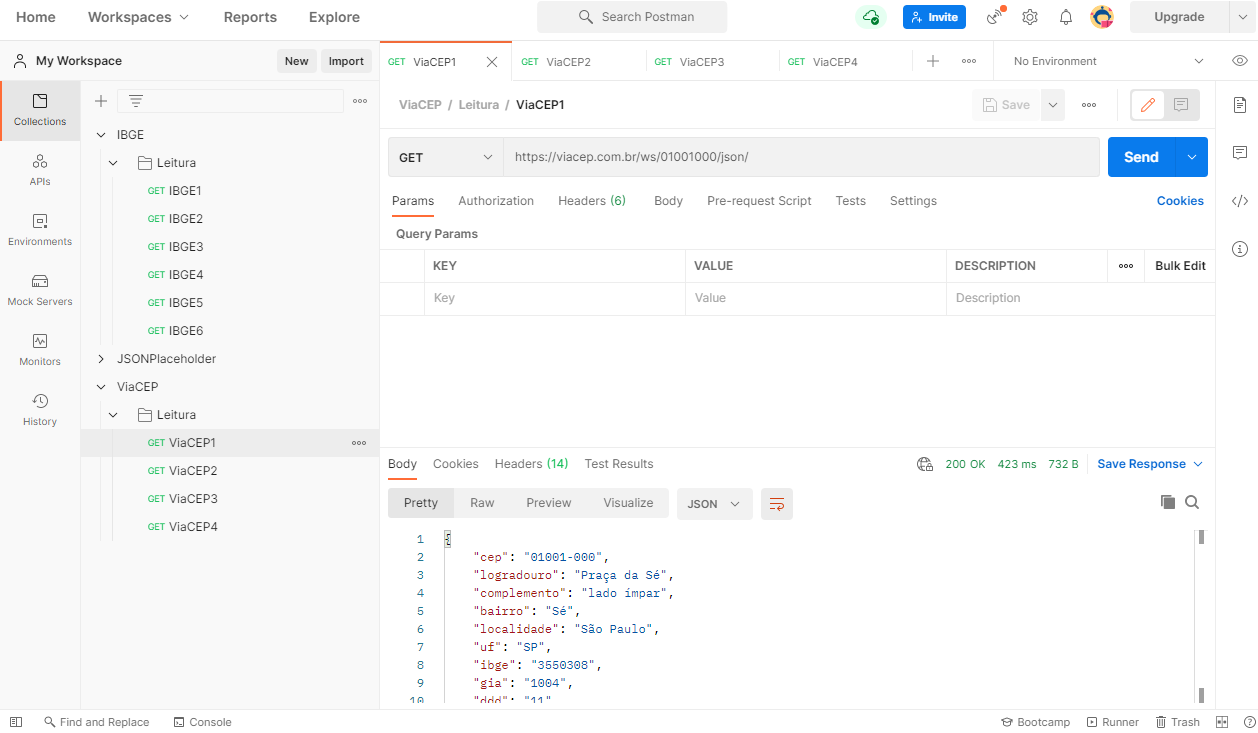 Home Workspaces Reports Explore Search Postman Invite Upgrade
My Workspace New Import
GET ViaCEP1 GET ViaCEP2 GET ViaCEP3 GET ViaCEP4 No Environment
Collections
APIs
Environments
Mock Servers
Monitors
History
IBGE
Leitura
GET IBGE1
GET IBGE2
GET IBGE3
GET IBGE4
GET IBGE5
GET IBGE6
JSONPlaceholder
ViaCEP
Leitura
GET ViaCEP1
GET ViaCEP2
GET ViaCEP3
GET ViaCEP4
ViaCEP / Leitura / ViaCEP1 Save
GET https://viacep.com.br/ws/01001000/json/ Send
Params Authorization Headers (6) Body Pre-request Script Tests Settings Cookies
Query Params
KEY VALUE DESCRIPTION Bulk Edit
Key Value Description
Body Cookies Headers (14) Test Results 200 OK 423 ms 732 B Save Response
Pretty Raw Preview Visualize JSON
1 {
2 "cep": "01001-000",
3 "logradouro": "Praça da Sé",
4 "complemento": "lado ímpar",
5 "bairro": "Sé",
6 "localidade": "São Paulo",
7 "uf": "SP",
8 "ibge": "3550308",
9 "gia": "1004",
10 "ddd": "11"
Find and Replace Console Bootcamp Runner Trash